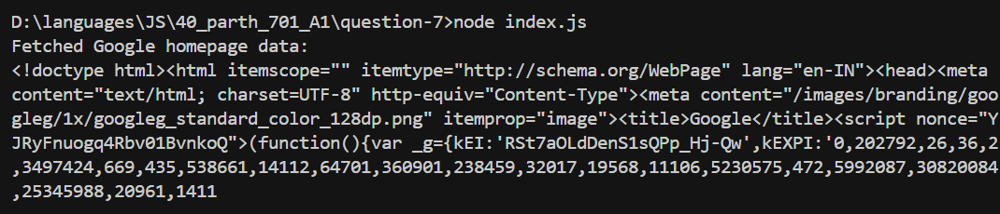 D:\languages\JS\40_parth_701_A1\question-7>node index.js
Fetched Google homepage data:
<!doctype html><html itemscope="" itemtype="http://schema.org/WebPage" lang="en-IN"><head><meta
content="text/html; charset=UTF-8" http-equiv="Content-Type"><meta content="/images/branding/goo
gleg/1x/googleg_standard_color_128dp.png" itemprop="image"><title>Google</title><script nonce="Y
JRyFnuogq4Rbv01BvnkoQ">(function(){var _g={kEI:'RSt7aOLdDenS1sQPp_Hj-Qw',kEXPI:'0,202792,26,36,2
,3497424,669,435,538661,14112,64701,360901,238459,32017,19568,11106,5230575,472,5992087,30820084
,25345988,20961,1411